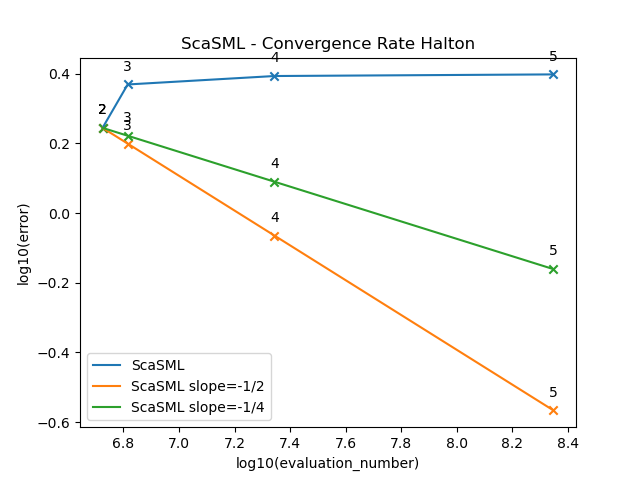 ScaSML - Convergence Rate Halton
log10(error)
0.4
0.2
0.0
−0.2
−0.4
−0.6
2
2
3
3
3
4
4
4
5
5
5
ScaSML
ScaSML slope=-1/2
ScaSML slope=-1/4
6.8 7.0 7.2 7.4 7.6 7.8 8.0 8.2 8.4
log10(evaluation_number)